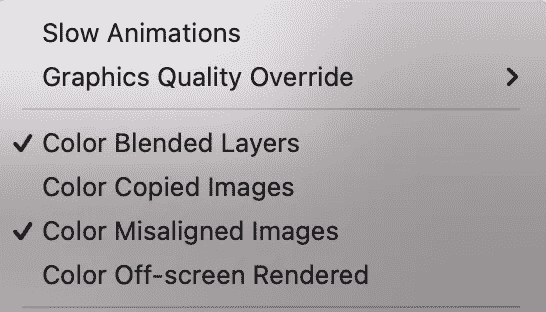 Slow Animations
Graphics Quality Override
Color Blended Layers
Color Copied Images
Color Misaligned Images
Color Off-screen Rendered